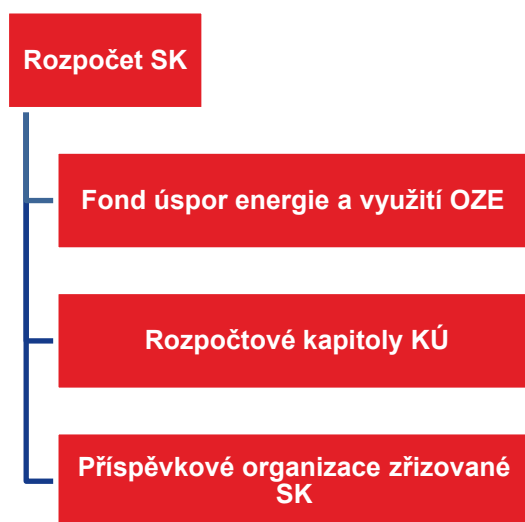 Rozpočet SK
Fond úspor energie a využití OZE
Rozpočtové kapitoly KÚ
Příspěvkové organizace zřizované
SK